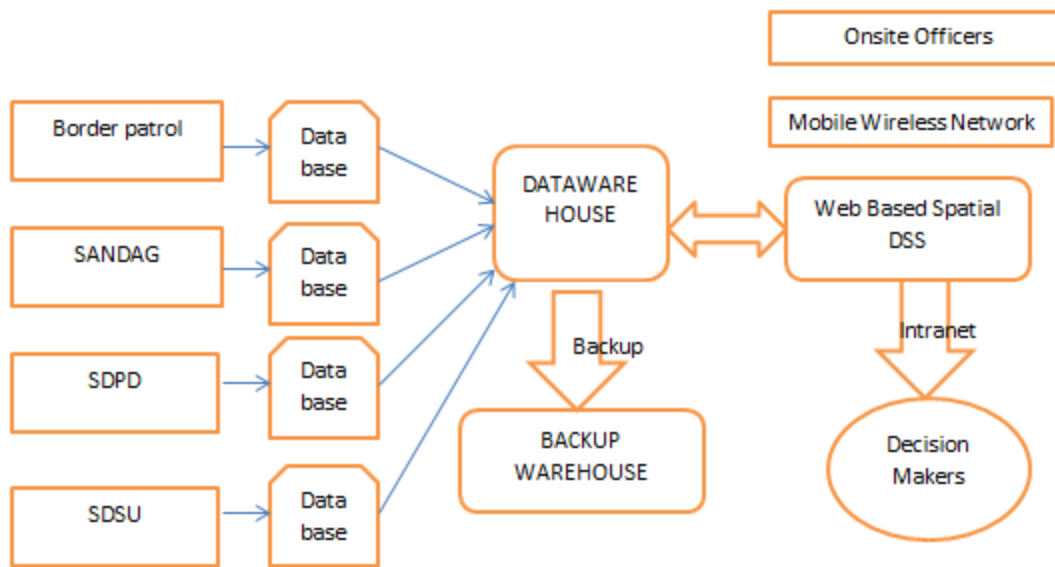 Onsite Officers
Mobile Wireless Network
Border patrol
Data
base
DATAWARE
HOUSE
Web Based Spatial
DSS
SANDAG
Data
base
Backup
Intranet
SDPD
Data
base
BACKUP
WAREHOUSE
Decision
Makers
SDSU
Data
base